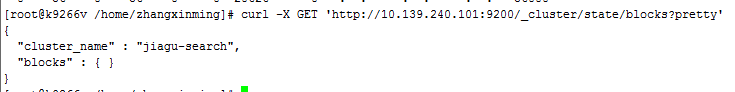 [root@k9266v /home/zhangxinming]# curl -X GET 'http://10.139.240.101:9200/_cluster/state/blocks?pretty'
{
  "cluster_name" : "jiagu-search",
  "blocks" : { }
}